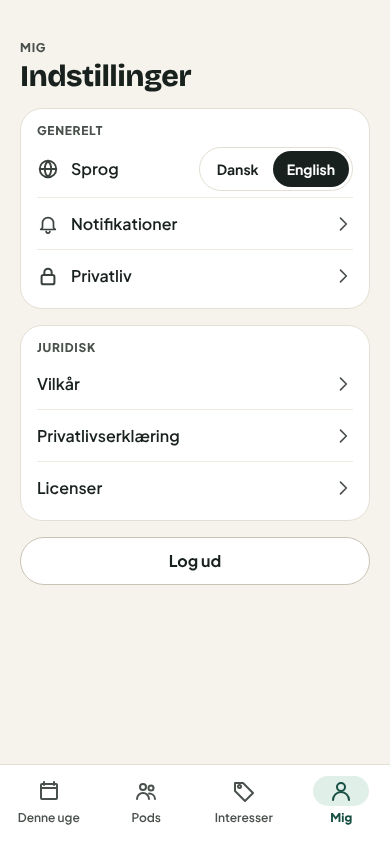 MIG
Indstillinger
GENERELT
Sprog
Dansk
English
Notifikationer
Privatliv
JURIDISK
Vilkår
Privatlivserklæring
Licenser
Log ud
Denne uge
Pods
Interesser
Mig